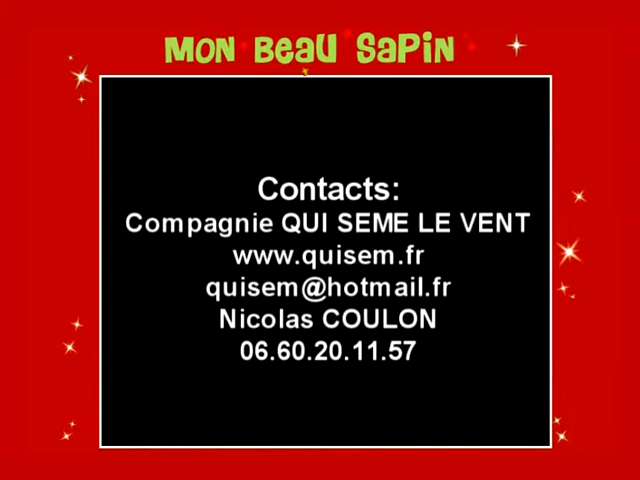 MON BEAU SAPIN
Contacts:
Compagnie QUI SEME LE VENT
www.quisem.fr
quisem@hotmail.fr
Nicolas COULON
06.60.20.11.57